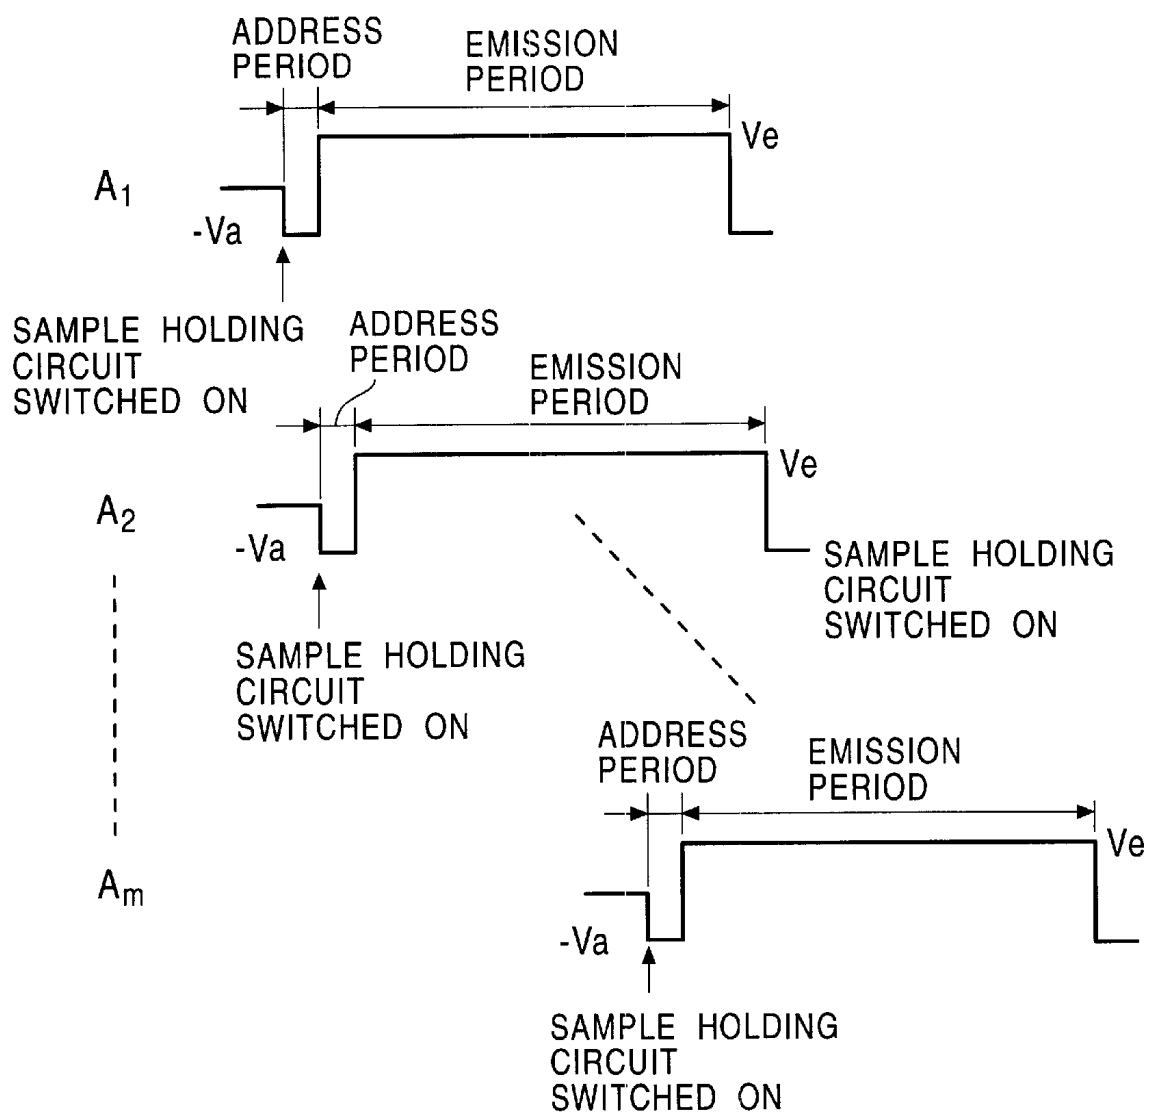 ADDRESS
PERIOD
EMISSION
PERIOD
Ve
A1
-Va
SAMPLE HOLDING
CIRCUIT
SWITCHED ON
ADDRESS
PERIOD
EMISSION
PERIOD
Ve
A2
-Va
SAMPLE HOLDING
CIRCUIT
SWITCHED ON
SAMPLE HOLDING
CIRCUIT
SWITCHED ON
ADDRESS
PERIOD
EMISSION
PERIOD
Ve
Am
-Va
SAMPLE HOLDING
CIRCUIT
SWITCHED ON